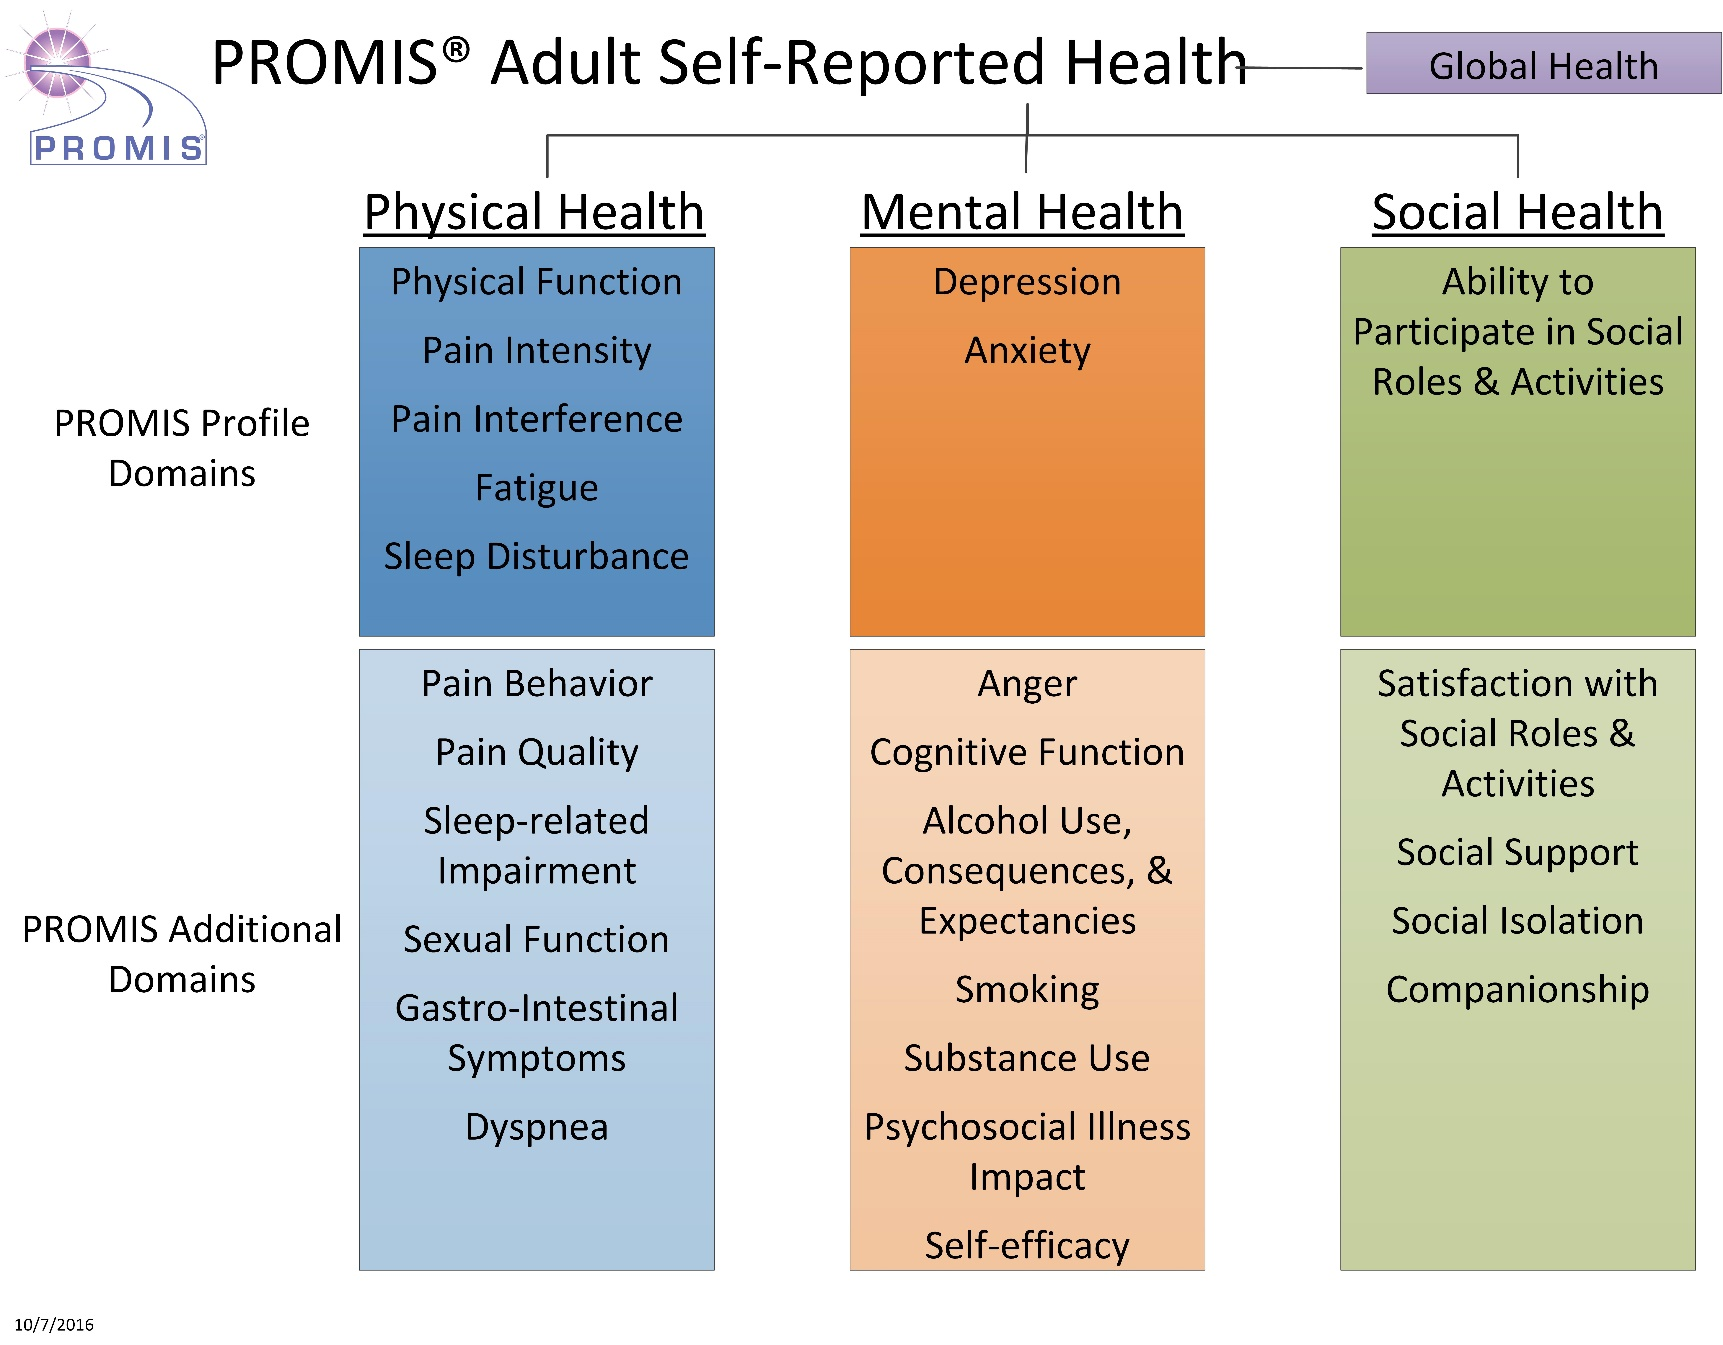 PROMIS® Adult Self-Reported Health
Global Health
PROMIS®
Physical Health
Mental Health
Social Health
PROMIS Profile
Domains
Physical Function
Pain Intensity
Pain Interference
Fatigue
Sleep Disturbance
Depression
Anxiety
Ability to
Participate in Social
Roles & Activities
PROMIS Additional
Domains
Pain Behavior
Pain Quality
Sleep-related
Impairment
Sexual Function
Gastro-Intestinal
Symptoms
Dyspnea
Anger
Cognitive Function
Alcohol Use,
Consequences, &
Expectancies
Smoking
Substance Use
Psychosocial Illness
Impact
Self-efficacy
Satisfaction with
Social Roles &
Activities
Social Support
Social Isolation
Companionship
10/7/2016